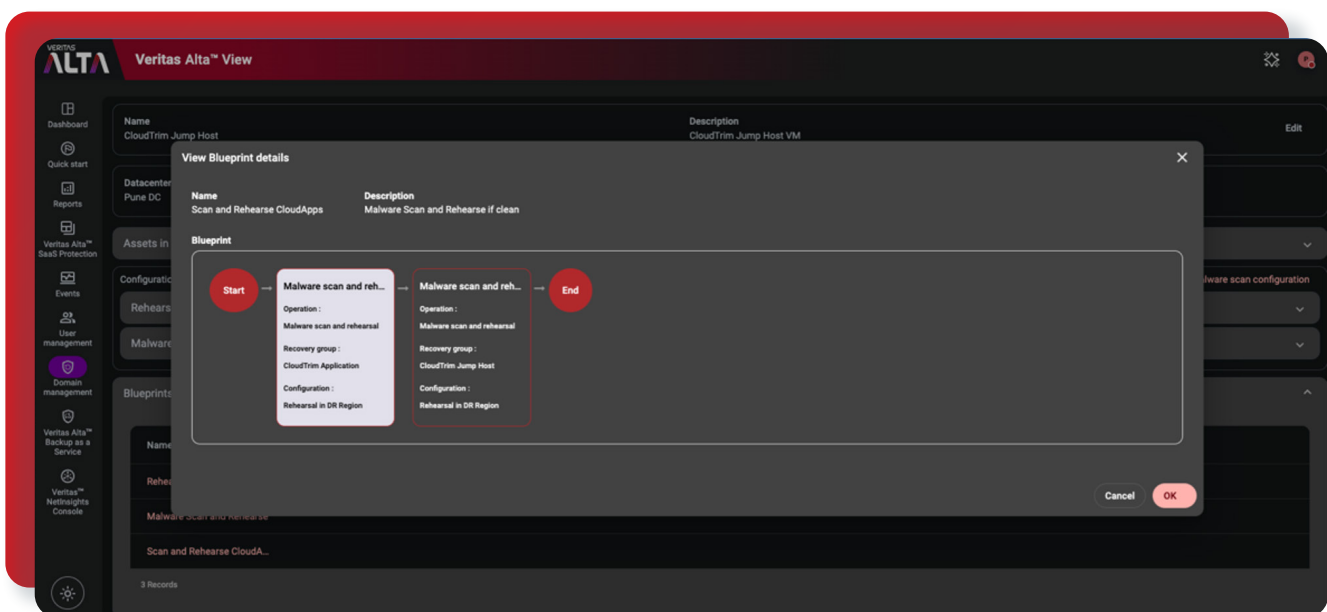 VERITAS
ALTA
Veritas Alta™ View
Dashboard
Quick start
Reports
Veritas Alta™
SaaS Protection
Events
User
management
Domain
management
Veritas Alta™
Backup as a
Service
Veritas™
NetInsights
Console
Name
CloudTrim Jump Host
Description
CloudTrim Jump Host VM
Edit
Datacenter
Pune DC
Assets in
Configuratio
lware scan configuration
Rehears
Malware
Blueprints
Name
Rehea
Malware Scan and Rehearse
Scan and Rehearse CloudA...
3 Records
View Blueprint details
Name
Scan and Rehearse CloudApps
Description
Malware Scan and Rehearse if clean
Blueprint
Start
Malware scan and reh...
Operation :
Malware scan and rehearsal
Recovery group :
CloudTrim Application
Configuration :
Rehearsal in DR Region
Malware scan and reh...
Operation :
Malware scan and rehearsal
Recovery group :
CloudTrim Jump Host
Configuration :
Rehearsal in DR Region
End
Cancel
OK